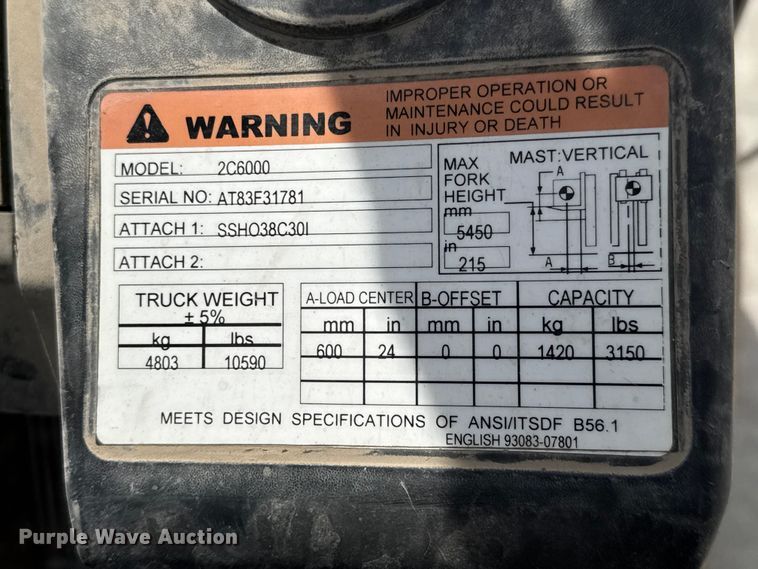 WARNING
IMPROPER OPERATION OR
MAINTENANCE COULD RESULT
IN INJURY OR DEATH
MODEL: 2C6000
SERIAL NO: AT83F31781
ATTACH 1: SSHO38C30I
ATTACH 2:
MAX
FORK
HEIGHT
mm
5450
in
215
MAST:VERTICAL
A
A
B
TRUCK WEIGHT
± 5%
kg lbs
4803 10590
A-LOAD CENTER B-OFFSET CAPACITY
mm in mm in kg lbs
600 24 0 0 1420 3150
MEETS DESIGN SPECIFICATIONS OF ANSI/ITSDF B56.1
ENGLISH 93083-07801
Purple Wave Auction